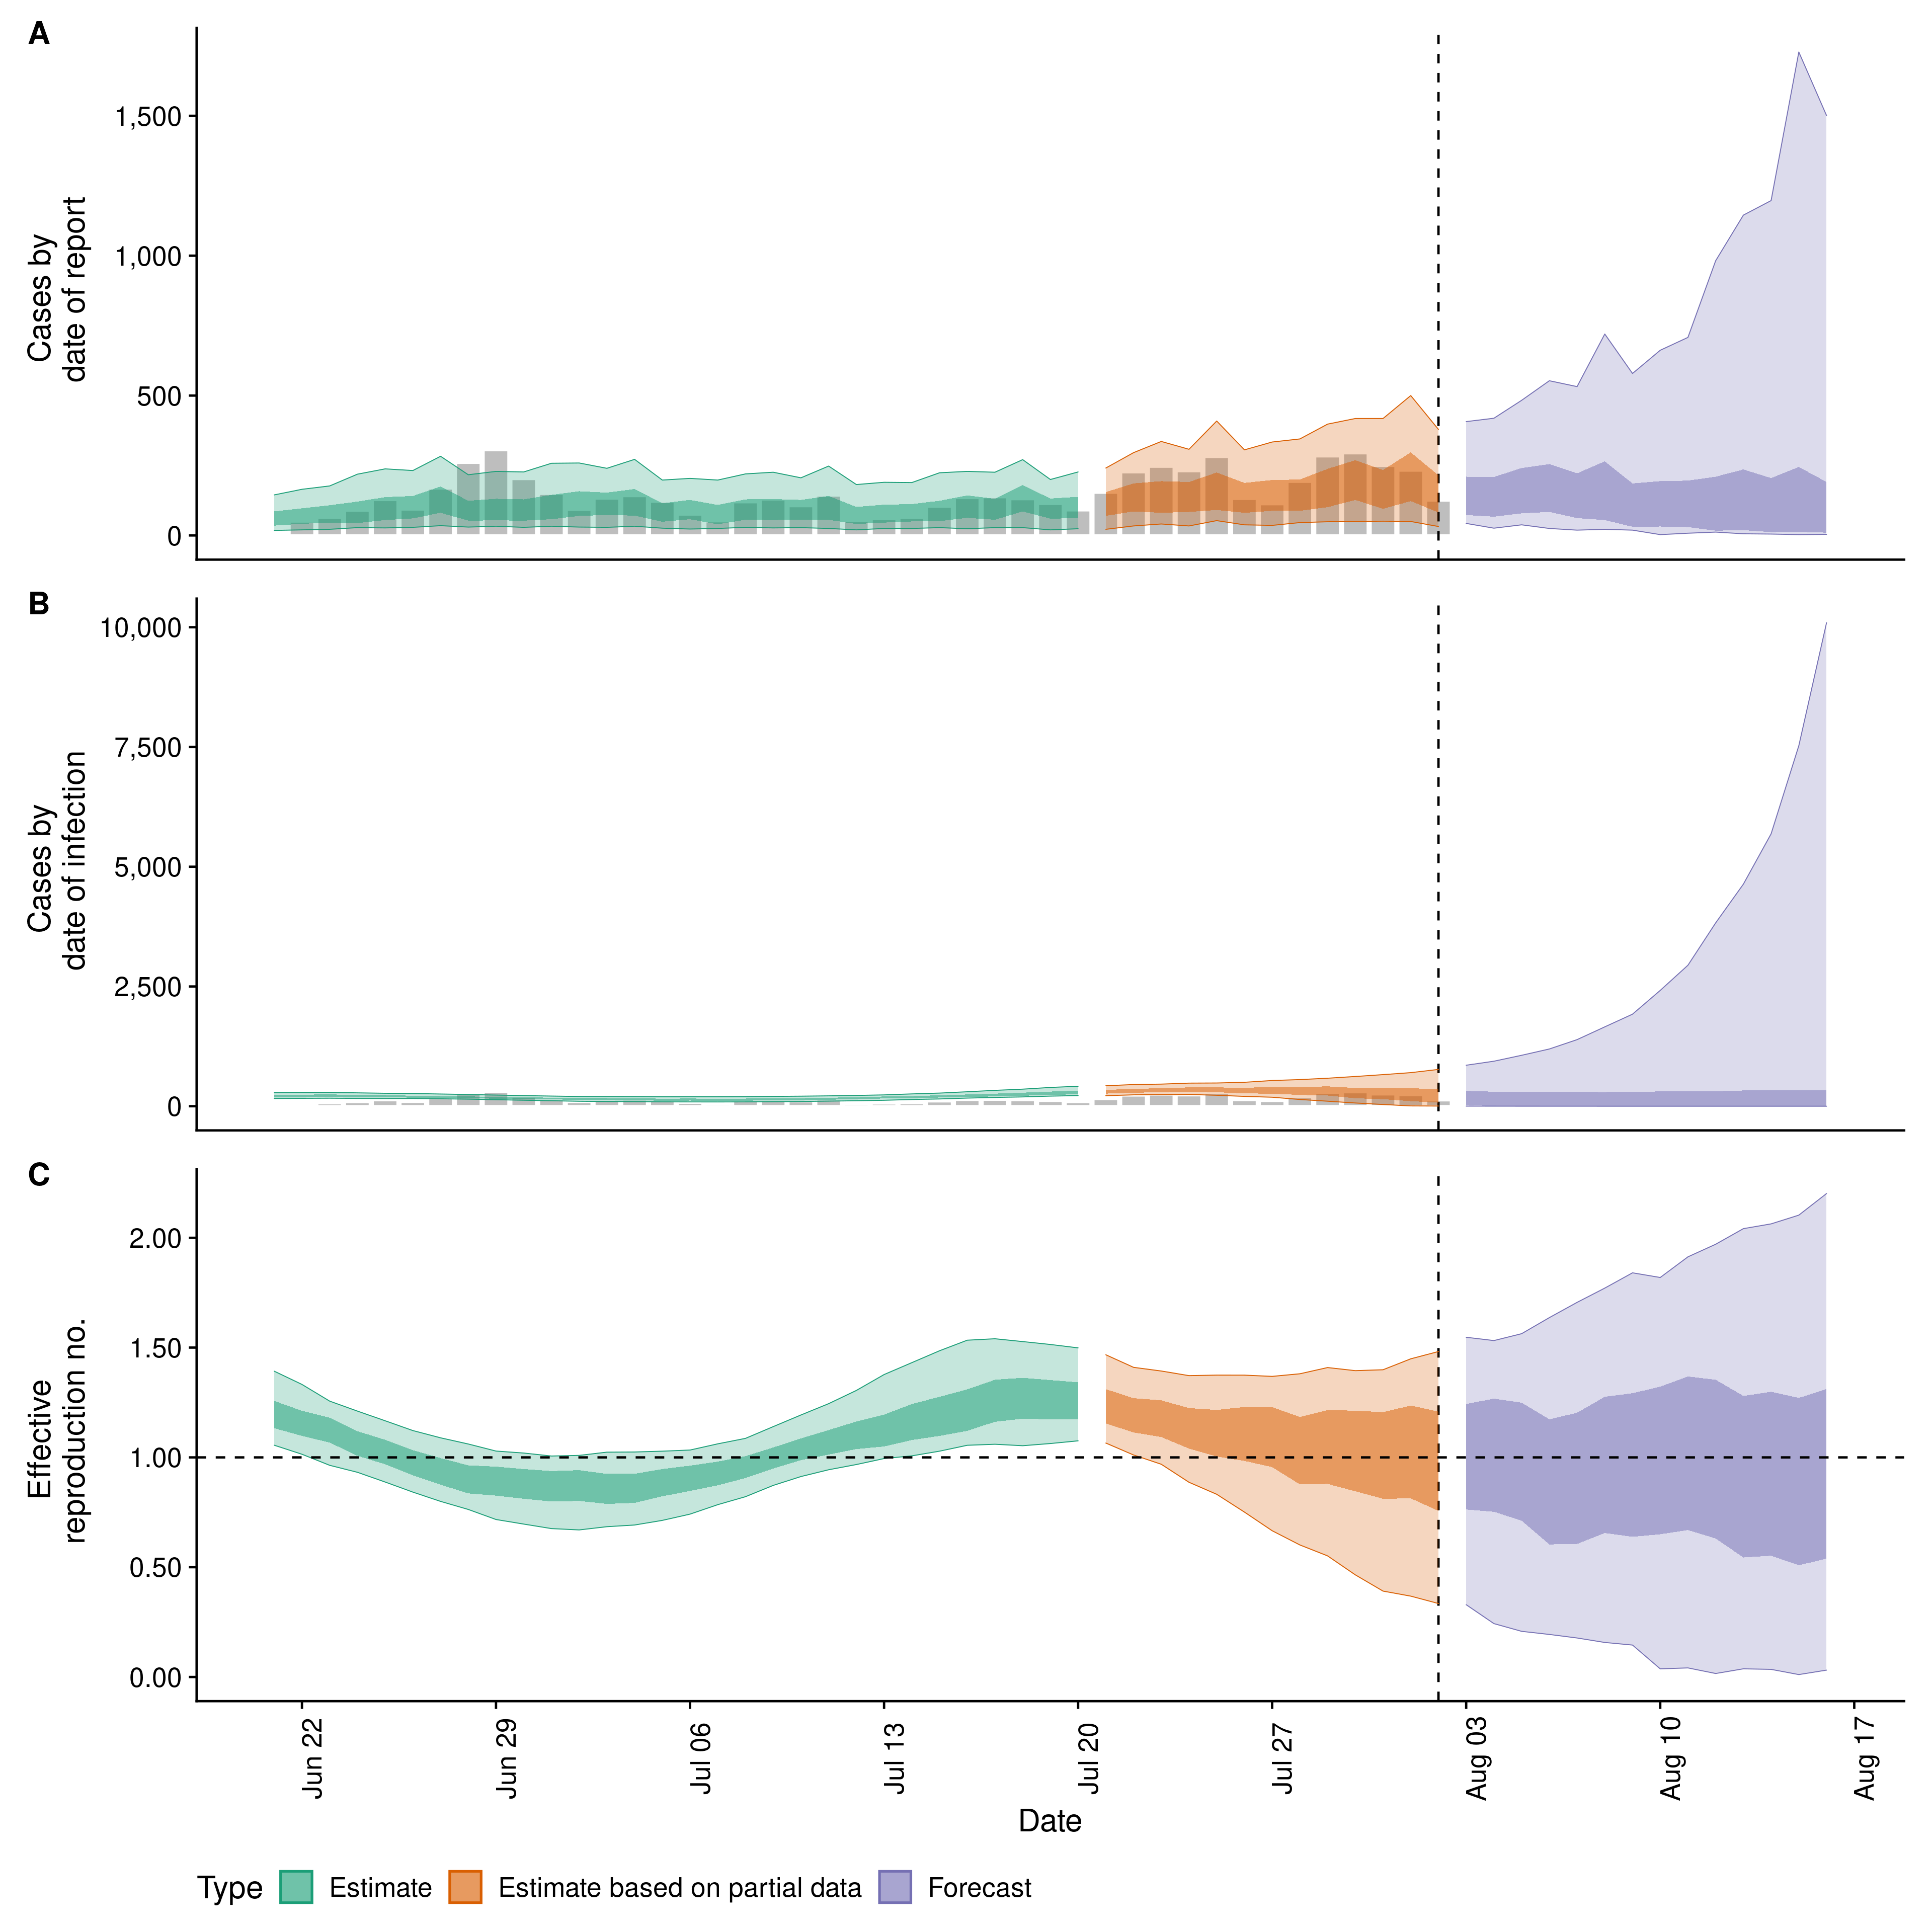 A
1,500
1,000
500
0
Cases by
date of report
B
10,000
7,500
5,000
2,500
0
Cases by
date of infection
C
2.00
1.50
1.00
0.50
0.00
Effective
reproduction no.
Jun 22
Jun 29
Jul 06
Jul 13
Jul 20
Jul 27
Aug 03
Aug 10
Aug 17
Date
Type Estimate Estimate based on partial data Forecast